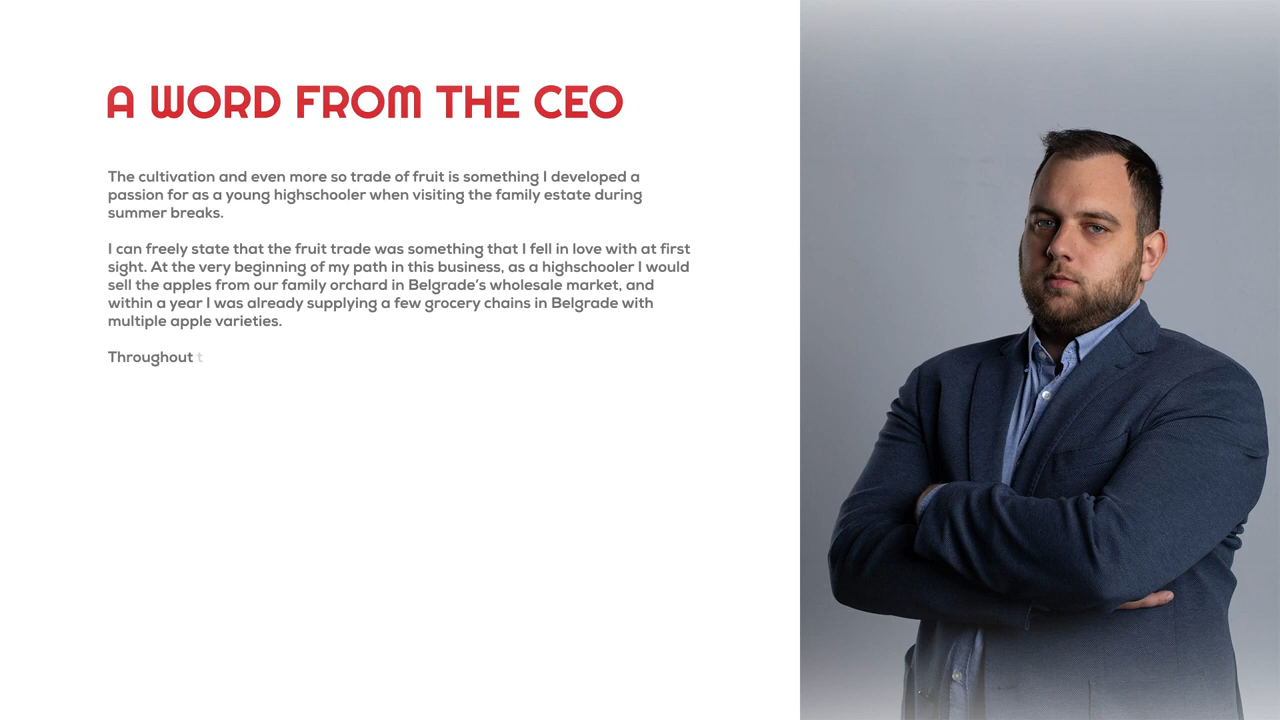 A WORD FROM THE CEO
The cultivation and even more so trade of fruit is something I developed a
passion for as a young highschooler when visiting the family estate during
summer breaks.
I can freely state that the fruit trade was something that I fell in love with at first
sight. At the very beginning of my path in this business, as a highschooler I would
sell the apples from our family orchard in Belgrade's wholesale market, and
within a year I was already supplying a few grocery chains in Belgrade with
multiple apple varieties.
Throughout t